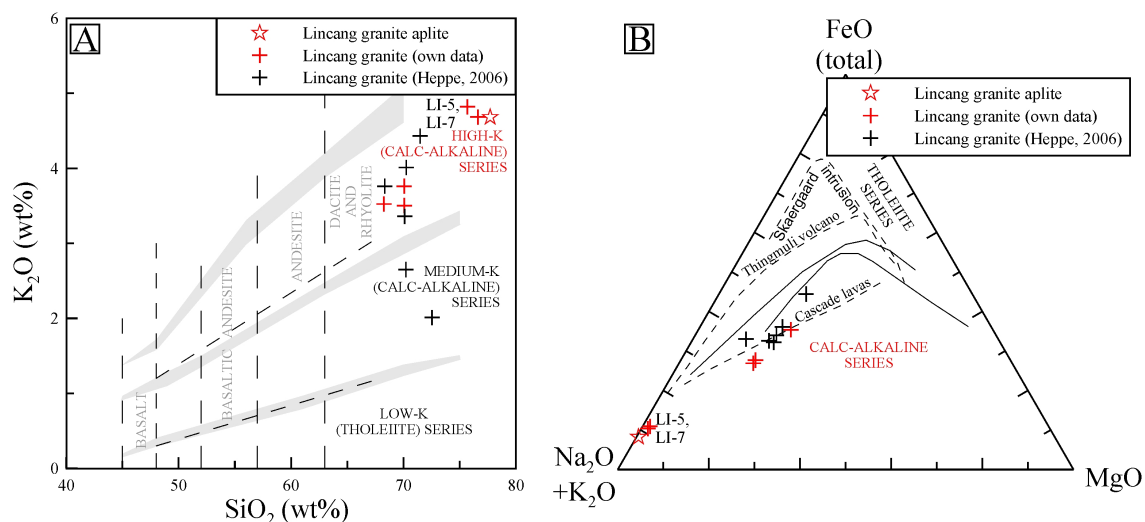 A
Lincang granite aplite
Lincang granite (own data)
Lincang granite (Heppe, 2006)
6
4
2
0
K₂O (wt%)
40
50
60
70
80
SiO₂ (wt%)
LI-5,
LI-7
HIGH-K
(CALC-ALKALINE)
SERIES
MEDIUM-K
(CALC-ALKALINE)
SERIES
LOW-K
(THOLEIITE) SERIES
BASALT
BASALTIC ANDESITE
ANDESITE
DACITE
AND
RHYOLITE
B
FeO
(total)
Lincang granite aplite
Lincang granite (own data)
Lincang granite (Heppe, 2006)
Skaergaard
Intrusion
THOLEIITE
SERIES
Thingmuli volcano
Cascade lavas
CALC-ALKALINE
SERIES
LI-5,
LI-7
Na₂O
+K₂O
MgO